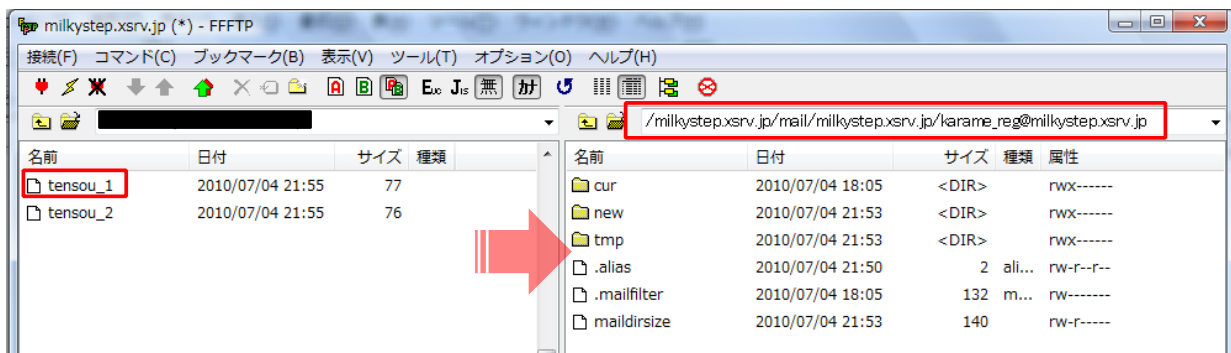 milkystep.xsrv.jp (*) - FFFTP
接続(F) コマンド(C) ブックマーク(B) 表示(V) ツール(T) オプション(O) ヘルプ(H)
A B Euc Jis 無 カナ
/milkystep.xsrv.jp/mail/milkystep.xsrv.jp/karame_reg@milkystep.xsrv.jp
名前 日付 サイズ 種類
tensou_1 2010/07/04 21:55 77
tensou_2 2010/07/04 21:55 76
名前 日付 サイズ 種類 属性
cur 2010/07/04 18:05 <DIR> rwx------
new 2010/07/04 21:53 <DIR> rwx------
tmp 2010/07/04 21:53 <DIR> rwx------
.alias 2010/07/04 21:50 2 ali... rw-r--r--
.mailfilter 2010/07/04 18:05 132 m... rw-------
maildirsize 2010/07/04 21:53 140 rw-r-----